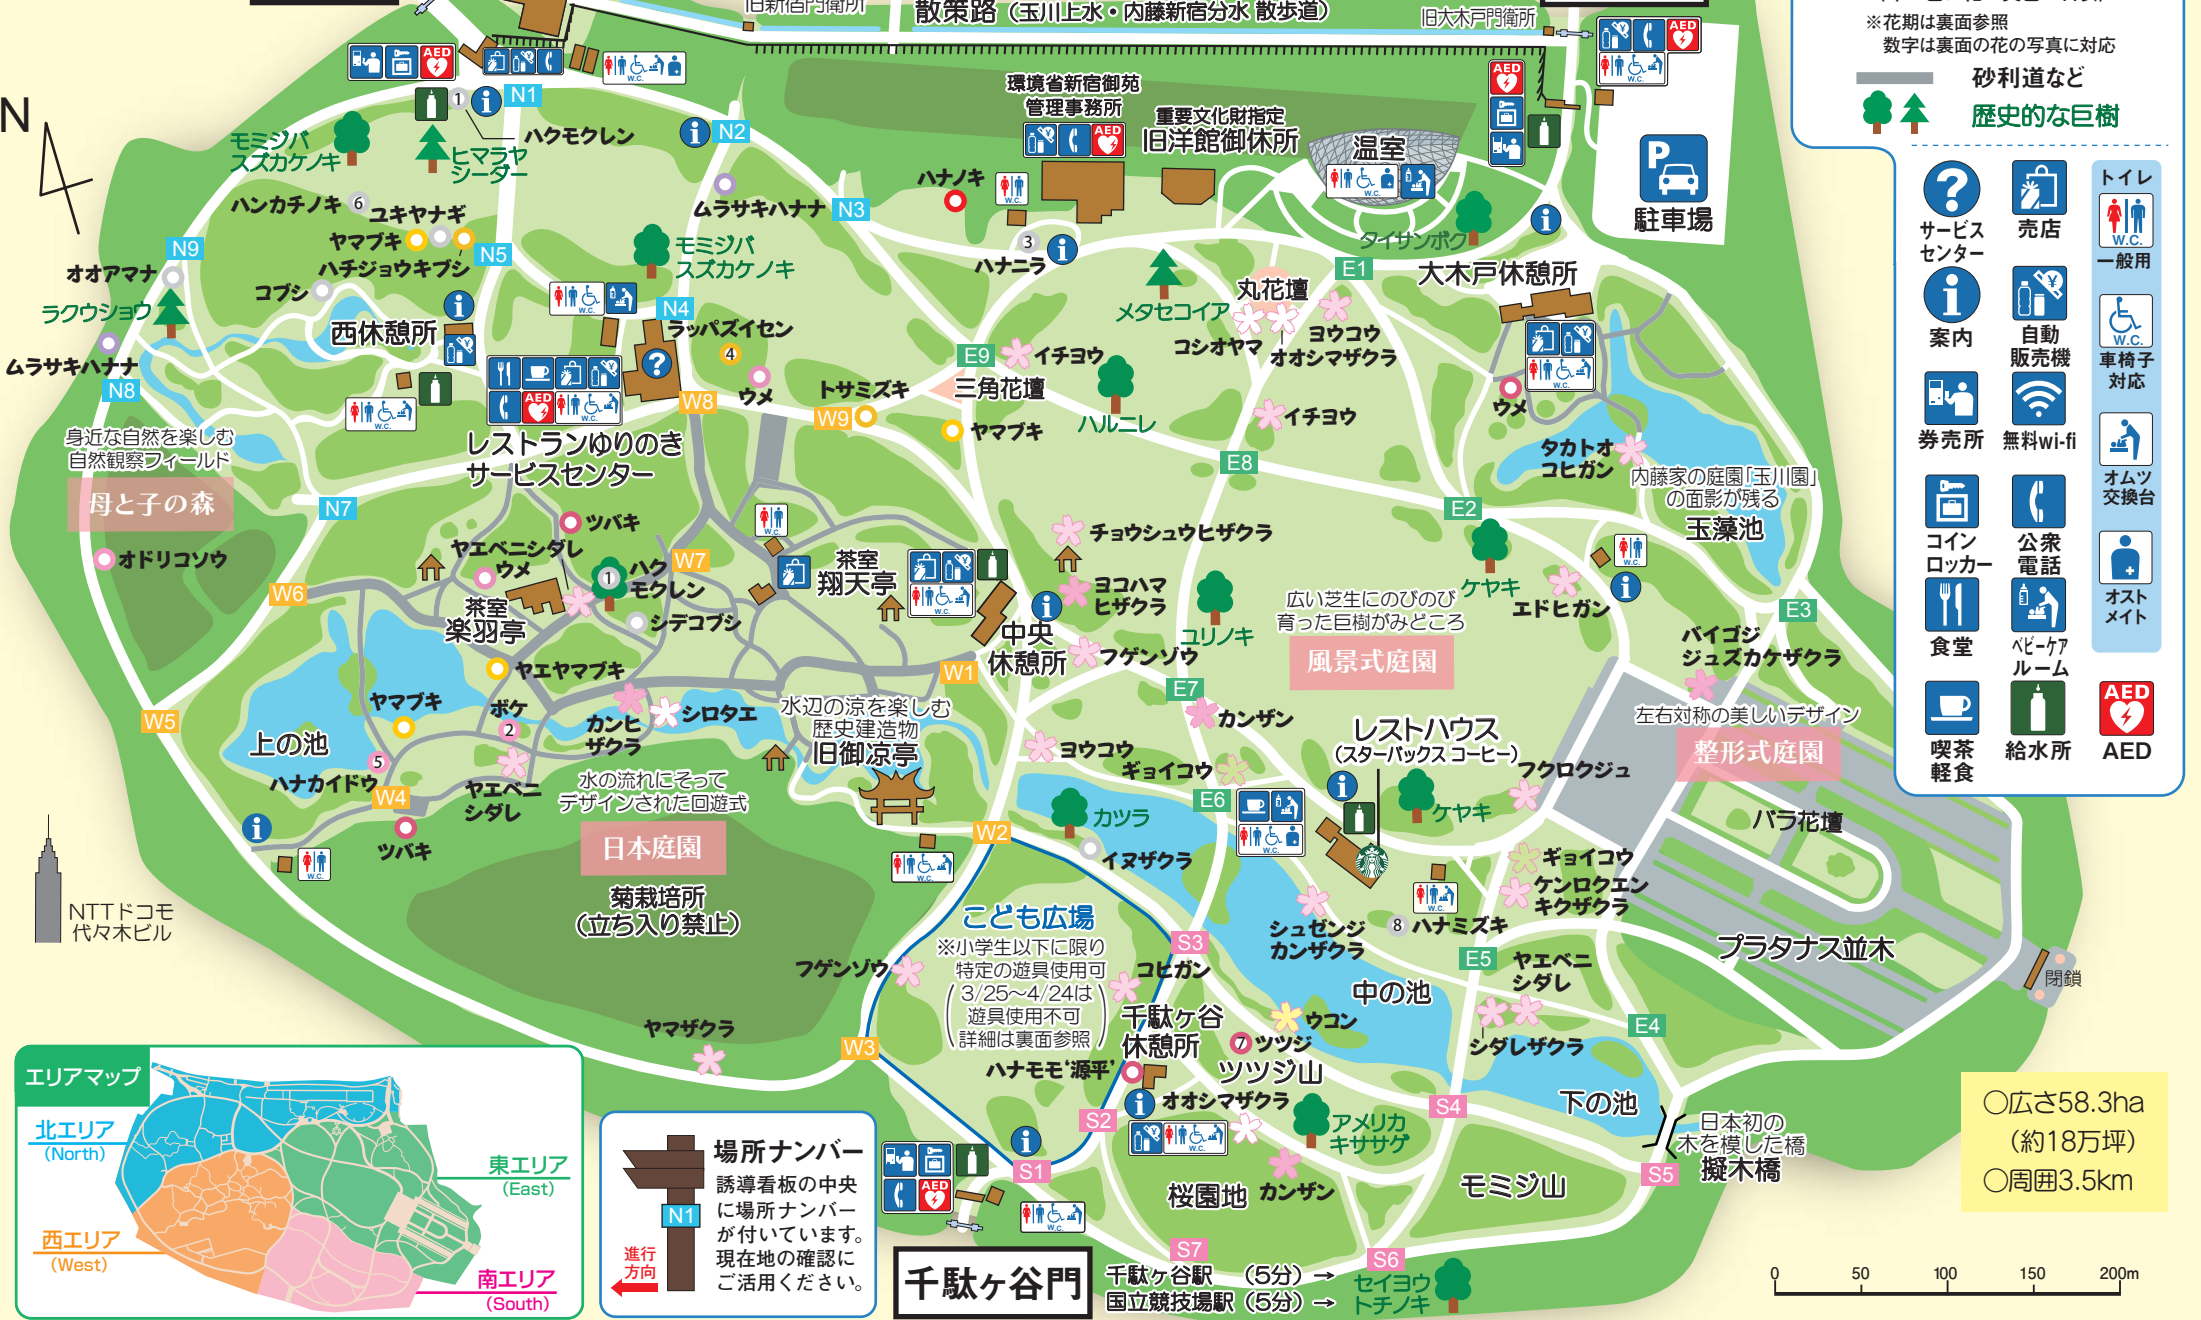 旧新宿門衛所
散策路（玉川上水・内藤新宿分水 散歩道）
旧大木戸門衛所
※花期は裏面参照
数字は裏面の花の写真に対応
砂利道など
歴史的な巨樹
サービス
センター
売店
トイレ
W.C.
一般用
案内
自動
販売機
W.C.
車椅子
対応
券売所
無料wi-fi
オムツ
交換台
コイン
ロッカー
公衆
電話
オスト
メイト
食堂
ベビーケア
ルーム
喫茶
軽食
給水所
AED
AED
N
AED
W.C.
1
N1
ハクモクレン
モミジバ
スズカケノキ
ヒマラヤ
シーダー
N2
環境省新宿御苑
管理事務所
AED
重要文化財指定
旧洋館御休所
温室
W.C.
AED
AED
W.C.
P
駐車場
ハンカチノキ
6
ユキヤナギ
ヤマブキ
ハチジョウキブシ
N5
ムラサキハナナ
N3
ハナノキ
W.C.
3
ハナニラ
タイサンボク
N9
オオアマナ
ラクウショウ
コブシ
西休憩所
モミジバ
スズカケノキ
W.C.
N4
ラッパズイセン
4
ウメ
メタセコイア
E1
大木戸休憩所
丸花壇
コシオヤマ
オオシマザクラ
ヨウコウ
W.C.
ウメ
ムラサキハナナ
N8
W.C.
AED
W.C.
W8
レストランゆりのき
サービスセンター
トサミズキ
W9
ヤマブキ
E9
イチヨウ
三角花壇
ハルニレ
イチヨウ
E8
タカトオ
コヒガン
内藤家の庭園「玉川園」
の面影が残る
玉藻池
身近な自然を楽しむ
自然観察フィールド
母と子の森
オドリコソウ
N7
ツバキ
ヤエベニシダレ
ウメ
1
ハク
モクレン
W7
W.C.
茶室
翔天亭
W.C.
チョウシュウヒザクラ
ヨコハマ
ヒザクラ
E2
ケヤキ
W.C.
エドヒガン
E3
W6
茶室
楽羽亭
シデコブシ
中央
休憩所
フゲンゾウ
ユリノキ
広い芝生にのびのび
育った巨樹がみどころ
風景式庭園
バイゴジ
ジュズカケザクラ
ヤエヤマブキ
W1
E7
カンザン
W5
ヤマブキ
ボケ
2
カンヒ
ザクラ
シロタエ
水辺の涼を楽しむ
歴史建造物
旧御凉亭
ヨウコウ
ギョイコウ
レストハウス
（スターバックス コーヒー）
左右対称の美しいデザイン
整形式庭園
上の池
5
ハナカイドウ
W4
ヤエベニ
シダレ
水の流れにそって
デザインされた回遊式
日本庭園
ツバキ
W.C.
W2
W.C.
カツラ
イヌザクラ
E6
W.C.
ケヤキ
フクロクジュ
バラ花壇
ギョイコウ
ケンロクエン
キクザクラ
NTTドコモ
代々木ビル
菊栽培所
（立ち入り禁止）
こども広場
※小学生以下に限り
特定の遊具使用可
3/25〜4/24は
遊具使用不可
詳細は裏面参照
フゲンゾウ
S3
コヒガン
シュゼンジ
カンザクラ
W.C.
8
ハナミズキ
E5
ヤエベニ
シダレ
プラタナス並木
閉鎖
中の池
ヤマザクラ
W3
千駄ヶ谷
休憩所
ハナモモ‘源平’
ウコン
7
ツツジ
ツツジ山
シダレザクラ
E4
エリアマップ
北エリア
(North)
東エリア
(East)
西エリア
(West)
南エリア
(South)
場所ナンバー
誘導看板の中央
に場所ナンバー
が付いています。
現在地の確認に
ご活用ください。
N1
進行
方向
AED
S1
W.C.
S2
オオシマザクラ
W.C.
アメリカ
キササゲ
S4
下の池
日本初の
木を模した橋
擬木橋
S5
桜園地
カンザン
モミジ山
千駄ヶ谷門
S7
S6
千駄ヶ谷駅　（5分）→
国立競技場駅（5分）→
セイヨウ
トチノキ
○広さ58.3ha
（約18万坪）
○周囲3.5km
0 50 100 150 200m